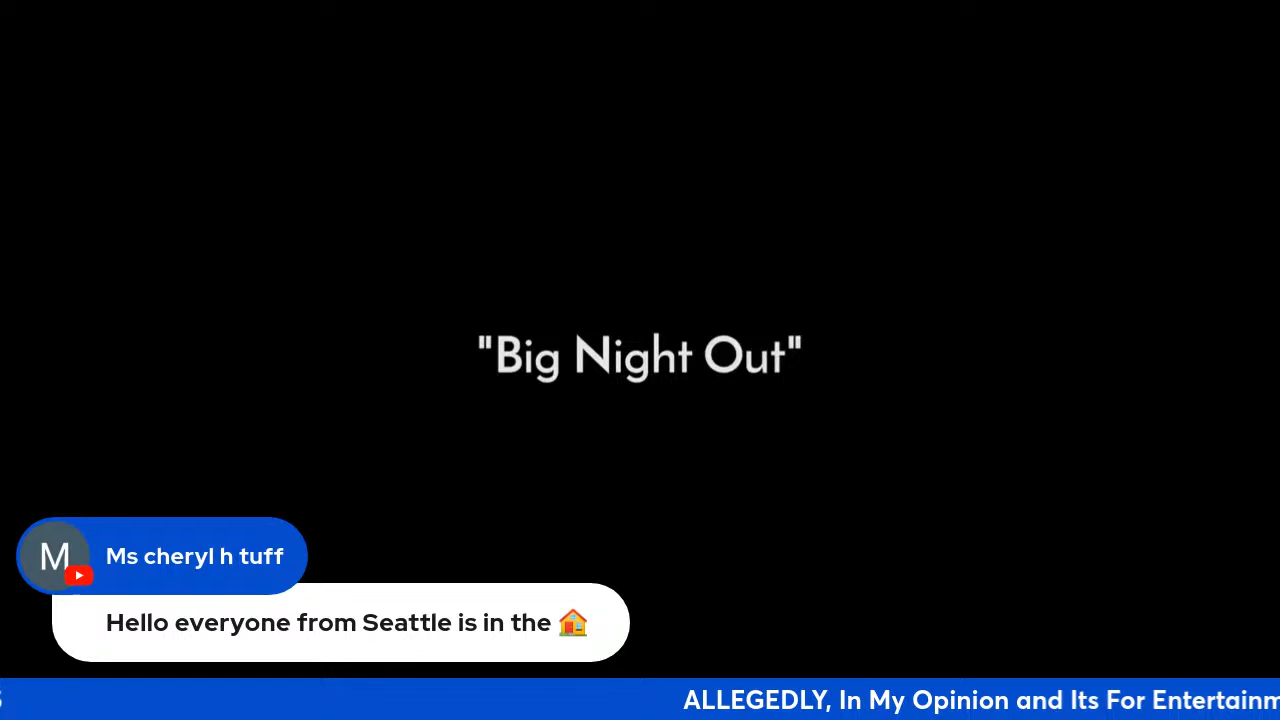 "Big Night Out"
M
Ms cheryl h tuff
Hello everyone from Seattle is in the 🏠
ALLEGEDLY, In My Opinion and Its For